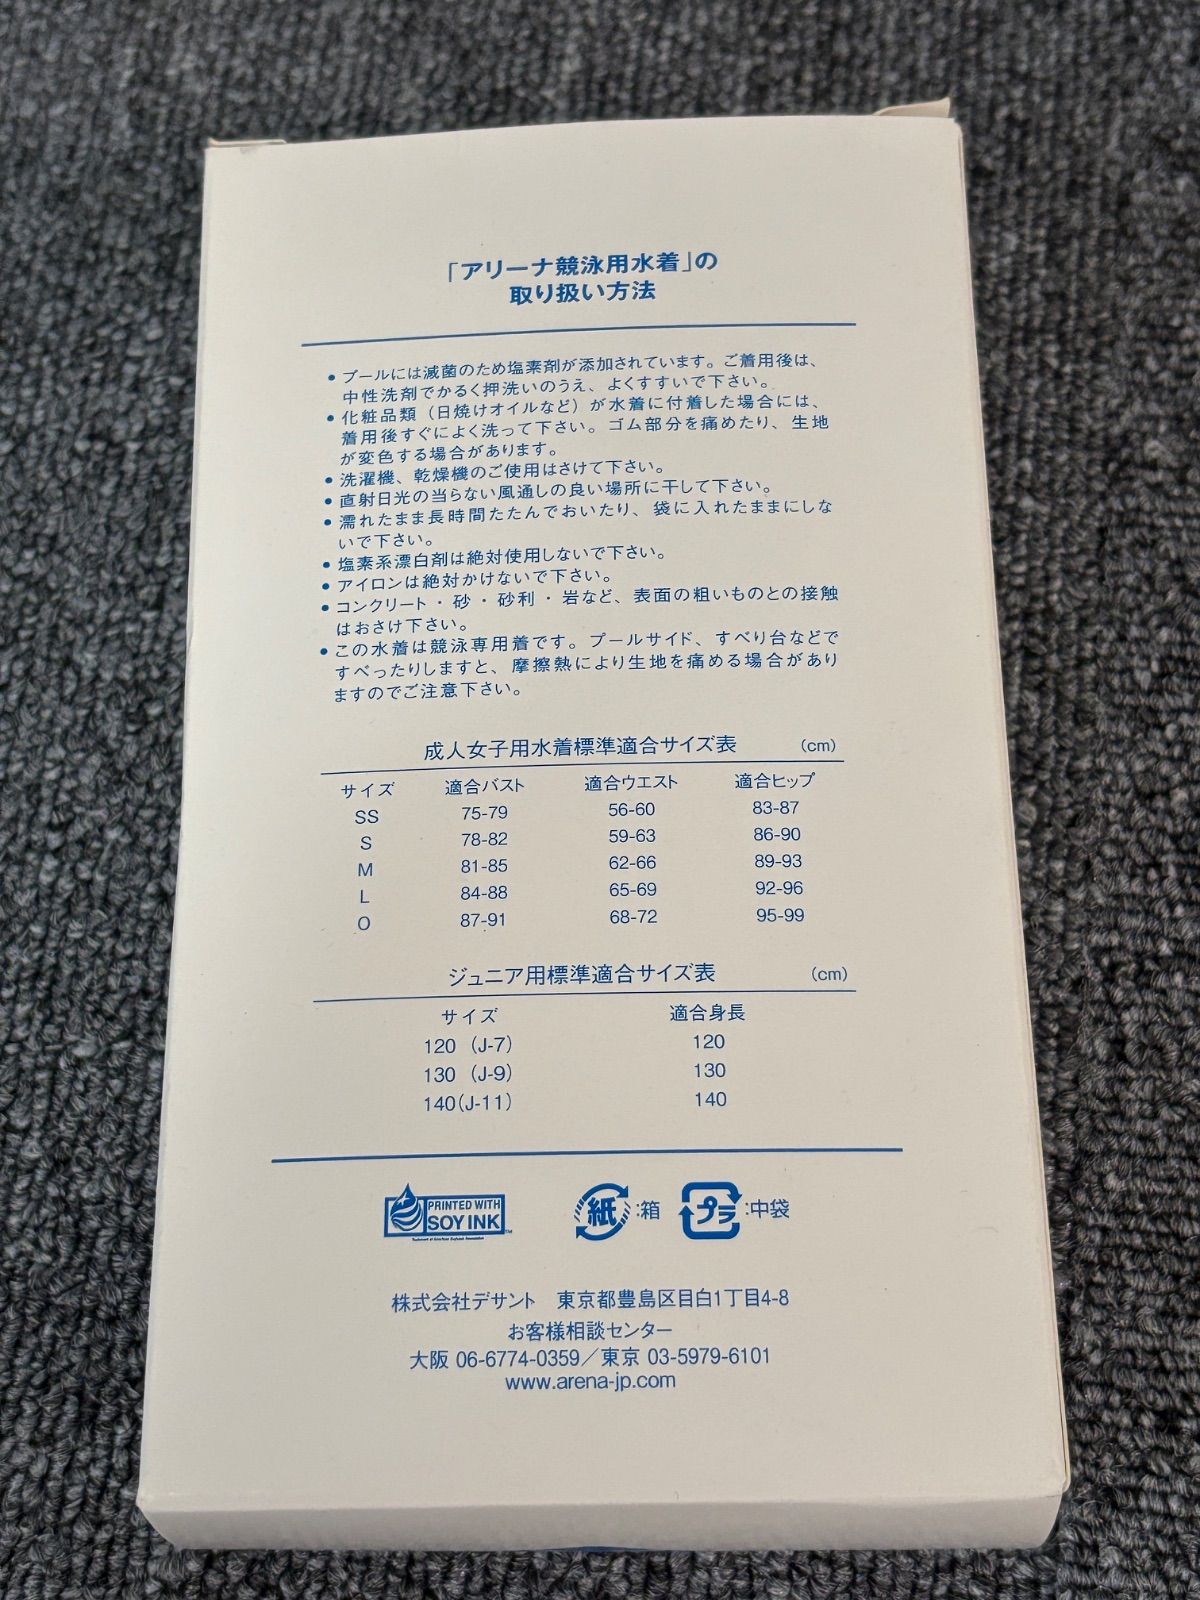 「アリーナ競泳用水着」の
取り扱い方法
● プールには滅菌のため塩素剤が添加されています。ご着用後は、
中性洗剤でかるく押洗いのうえ、よくすすいで下さい。
● 化粧品類（日焼けオイルなど）が水着に付着した場合には、
着用後すぐによく洗って下さい。ゴム部分を痛めたり、生地
が変色する場合があります。
● 洗濯機、乾燥機のご使用はさけて下さい。
● 直射日光の当らない風通しの良い場所に干して下さい。
● 濡れたまま長時間たたんでおいたり、袋に入れたままにしな
いで下さい。
● 塩素系漂白剤は絶対使用しないで下さい。
● アイロンは絶対かけないで下さい。
● コンクリート・砂・砂利・岩など、表面の粗いものとの接触
はおさけ下さい。
● この水着は競泳専用着です。プールサイド、すべり台などで
すべったりしますと、摩擦熱により生地を痛める場合があり
ますのでご注意下さい。
成人女子用水着標準適合サイズ表 (cm)
サイズ 適合バスト 適合ウエスト 適合ヒップ
SS 75-79 56-60 83-87
S 78-82 59-63 86-90
M 81-85 62-66 89-93
L 84-88 65-69 92-96
O 87-91 68-72 95-99
ジュニア用標準適合サイズ表 (cm)
サイズ 適合身長
120 (J-7) 120
130 (J-9) 130
140(J-11) 140
PRINTED WITH
SOY INK™
Trademark of American Soybean Association
紙:箱 プラ:中袋
株式会社デサント 東京都豊島区目白1丁目4-8
お客様相談センター
大阪 06-6774-0359／東京 03-5979-6101
www.arena-jp.com